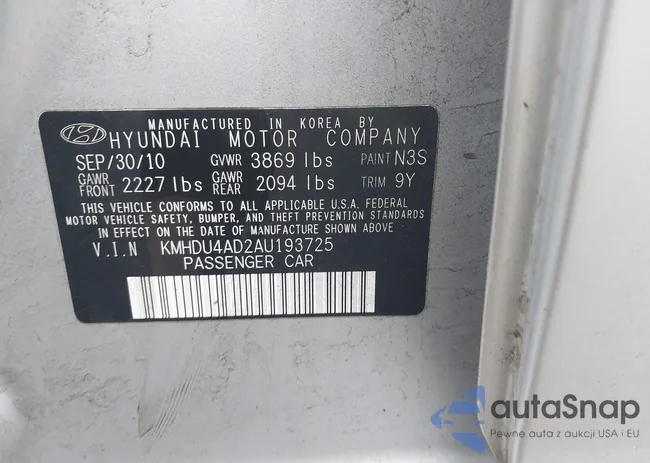 MANUFACTURED IN KOREA BY
HYUNDAI MOTOR COMPANY
SEP/30/10 GVWR 3869 lbs PAINT N3S
GAWR FRONT 2227 lbs GAWR REAR 2094 lbs TRIM 9Y
THIS VEHICLE CONFORMS TO ALL APPLICABLE U.S.A. FEDERAL
MOTOR VEHICLE SAFETY, BUMPER, AND THEFT PREVENTION STANDARDS
IN EFFECT ON THE DATE OF MANUFACTURE SHOWN ABOVE.
V.I.N KMHDU4AD2AU193725
PASSENGER CAR
autaSnap
Pewne auta z aukcji USA i EU